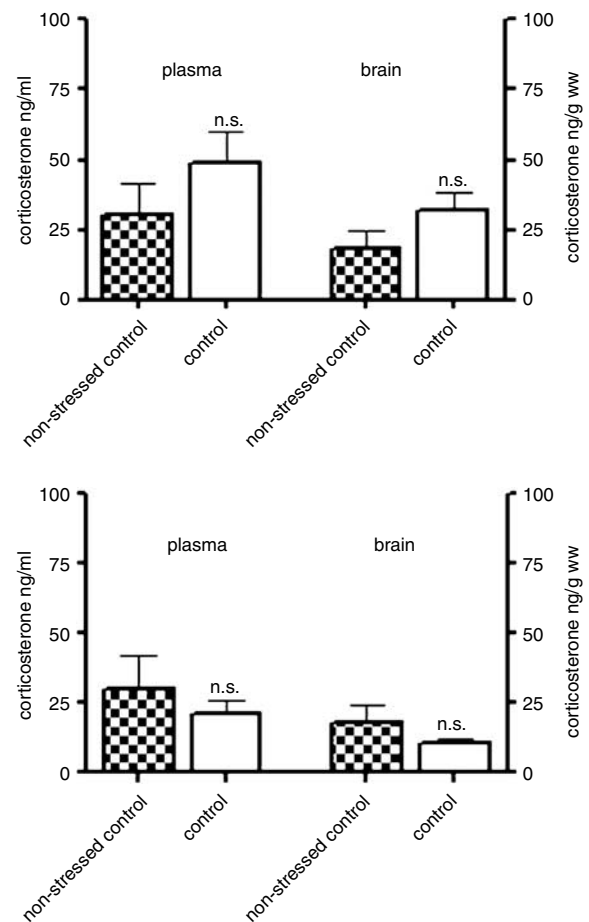 100
75
50
25
0
corticosterone ng/ml
plasma
brain
n.s.
n.s.
100
75
50
25
0
corticosterone ng/g ww
non-stressed control
control
non-stressed control
control
100
75
50
25
0
corticosterone ng/ml
plasma
brain
n.s.
n.s.
100
75
50
25
0
corticosterone ng/g ww
non-stressed control
control
non-stressed control
control